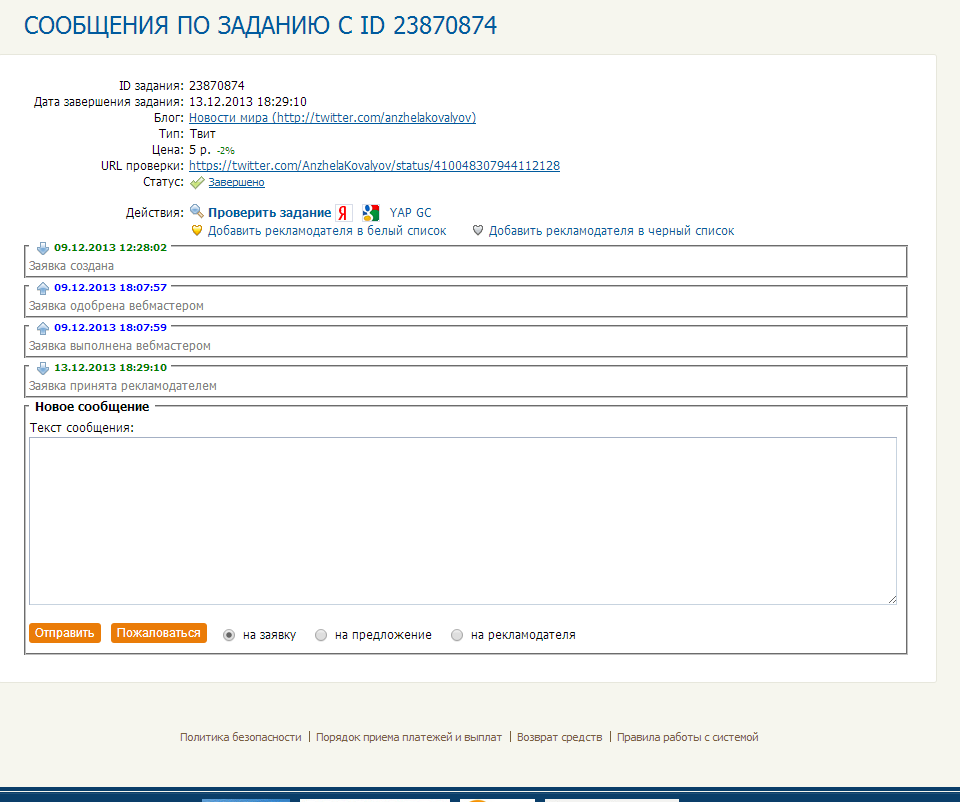 СООБЩЕНИЯ ПО ЗАДАНИЮ С ID 23870874
ID задания: 23870874
Дата завершения задания: 13.12.2013 18:29:10
Блог: Новости мира (http://twitter.com/anzhelakovalyov)
Тип: Твит
Цена: 5 р. -2%
URL проверки: https://twitter.com/AnzhelaKovalyov/status/410048307944112128
Статус: Завершено
Действия: Проверить задание Я g YAP GC
Добавить рекламодателя в белый список Добавить рекламодателя в черный список
09.12.2013 12:28:02
Заявка создана
09.12.2013 18:07:57
Заявка одобрена вебмастером
09.12.2013 18:07:59
Заявка выполнена вебмастером
13.12.2013 18:29:10
Заявка принята рекламодателем
Новое сообщение
Текст сообщения:
Отправить Пожаловаться на заявку на предложение на рекламодателя
Политика безопасности | Порядок приема платежей и выплат | Возврат средств | Правила работы с системой